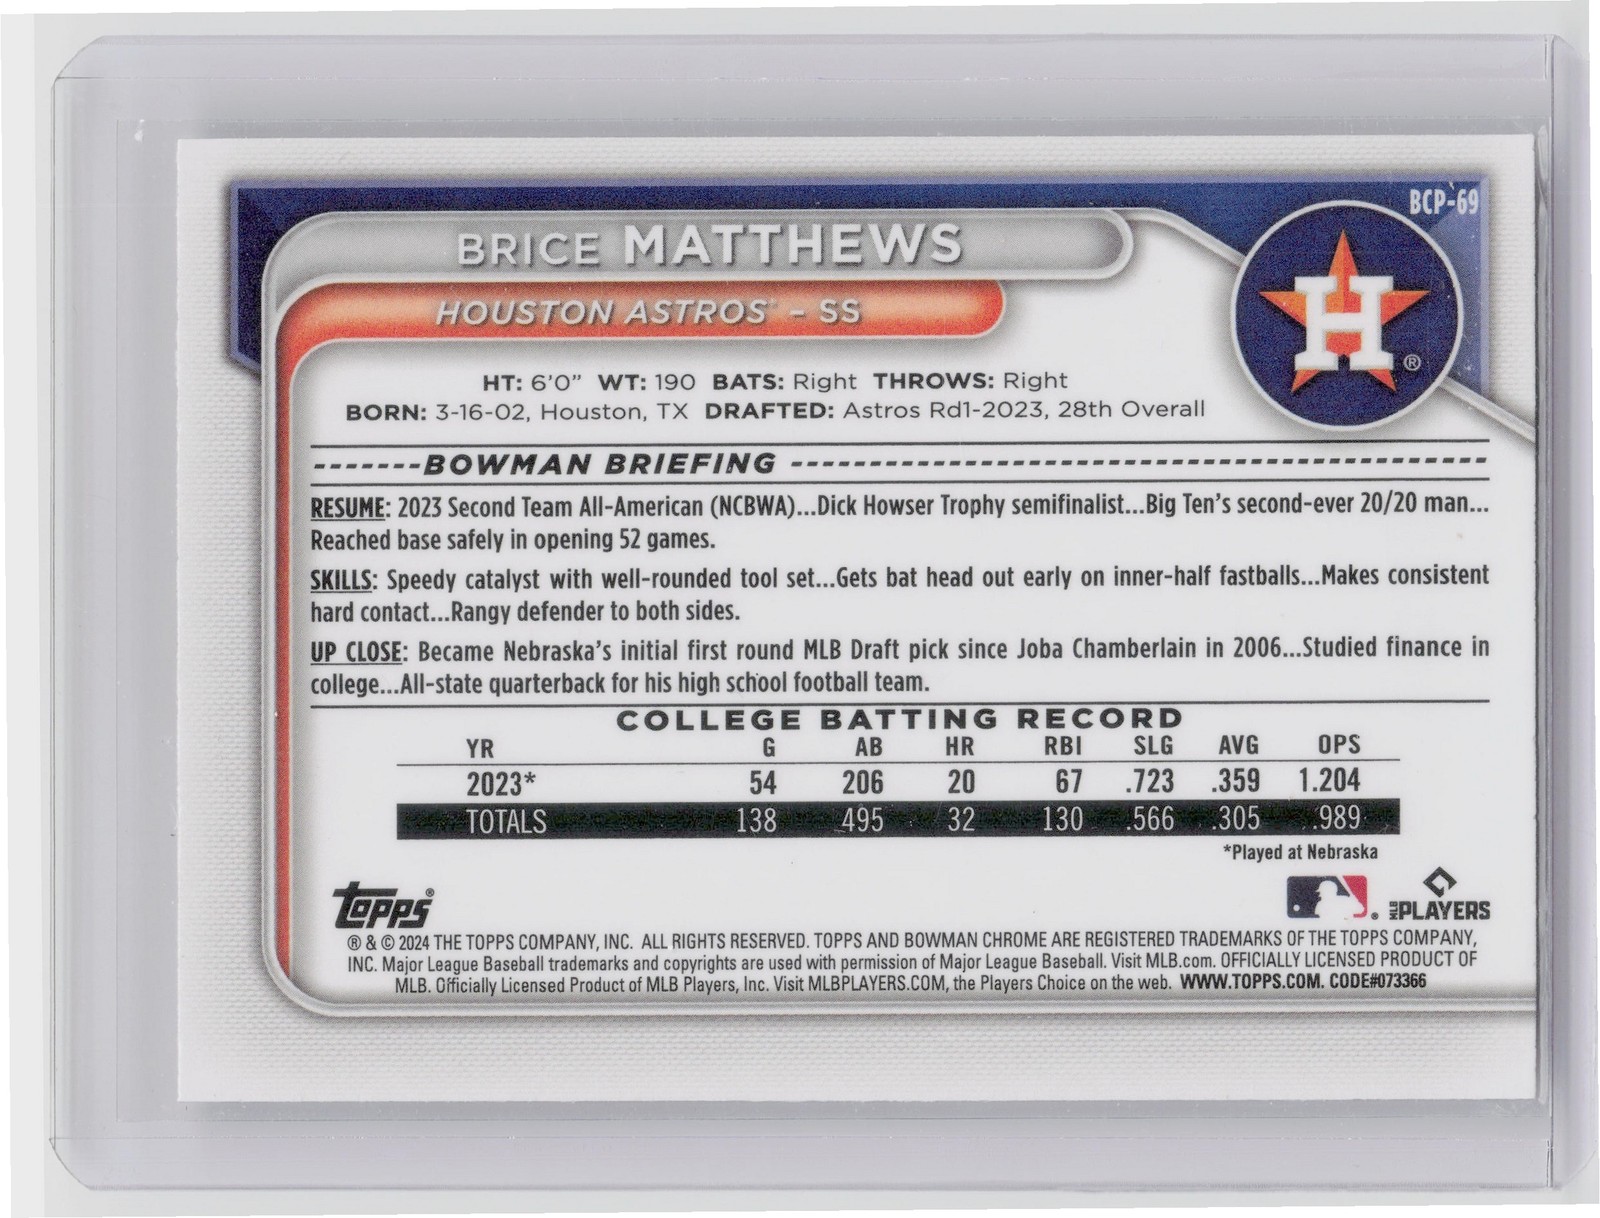 BCP-69
BRICE MATTHEWS
HOUSTON ASTROS - SS
H ®
HT: 6'0" WT: 190 BATS: Right THROWS: Right
BORN: 3-16-02, Houston, TX DRAFTED: Astros Rd1-2023, 28th Overall
-------BOWMAN BRIEFING -------
RESUME: 2023 Second Team All-American (NCBWA)...Dick Howser Trophy semifinalist...Big Ten's second-ever 20/20 man...
Reached base safely in opening 52 games.
SKILLS: Speedy catalyst with well-rounded tool set...Gets bat head out early on inner-half fastballs...Makes consistent
hard contact...Rangy defender to both sides.
UP CLOSE: Became Nebraska's initial first round MLB Draft pick since Joba Chamberlain in 2006...Studied finance in
college...All-state quarterback for his high school football team.
COLLEGE BATTING RECORD
YR G AB HR RBI SLG AVG OPS
2023* 54 206 20 67 .723 .359 1.204
TOTALS 138 495 32 130 .566 .305 .989
*Played at Nebraska
Topps® ® MLB PLAYERS
® & © 2024 THE TOPPS COMPANY, INC. ALL RIGHTS RESERVED. TOPPS AND BOWMAN CHROME ARE REGISTERED TRADEMARKS OF THE TOPPS COMPANY,
INC. Major League Baseball trademarks and copyrights are used with permission of Major League Baseball. Visit MLB.com. OFFICIALLY LICENSED PRODUCT OF
MLB. Officially Licensed Product of MLB Players, Inc. Visit MLBPLAYERS.COM, the Players Choice on the web. WWW.TOPPS.COM. CODE#073366